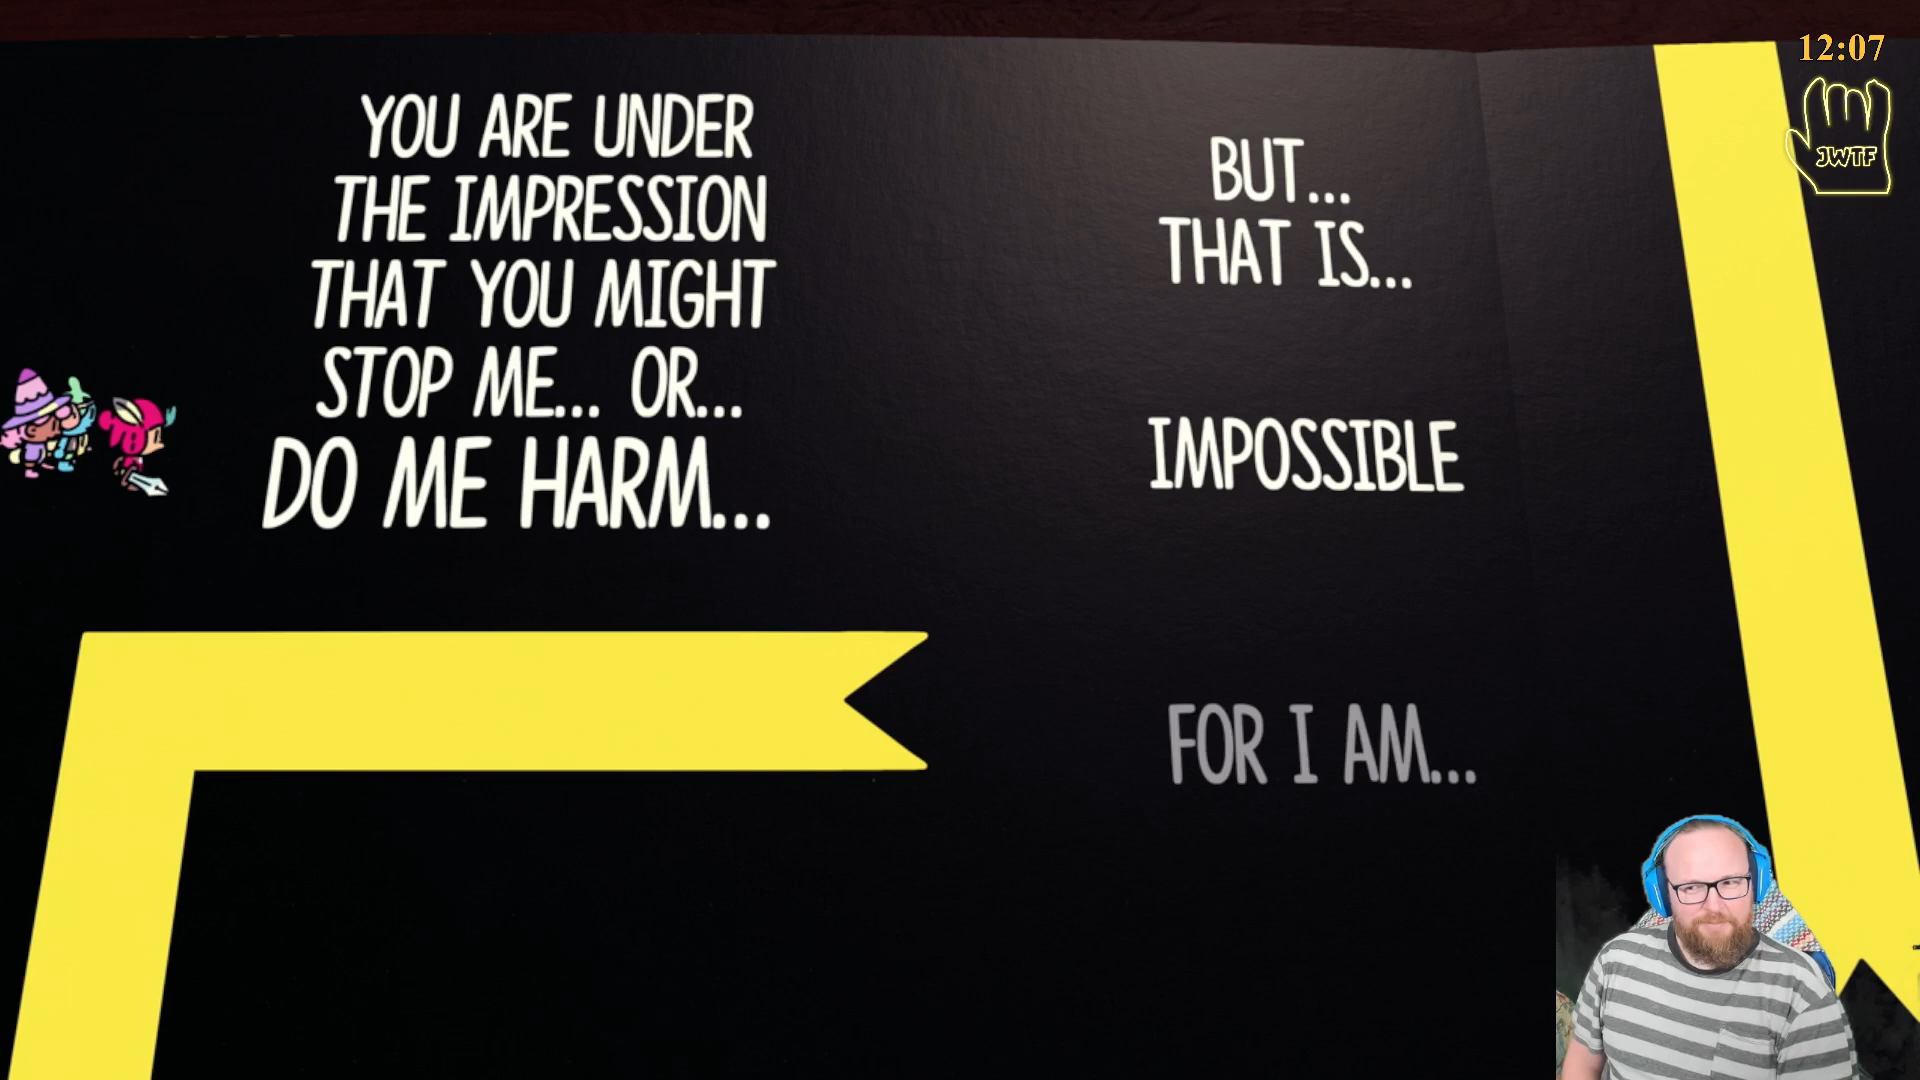 YOU ARE UNDER
THE IMPRESSION
THAT YOU MIGHT
STOP ME... OR...
DO ME HARM...
BUT...
THAT IS...
IMPOSSIBLE
FOR I AM...
12:07
JWTF